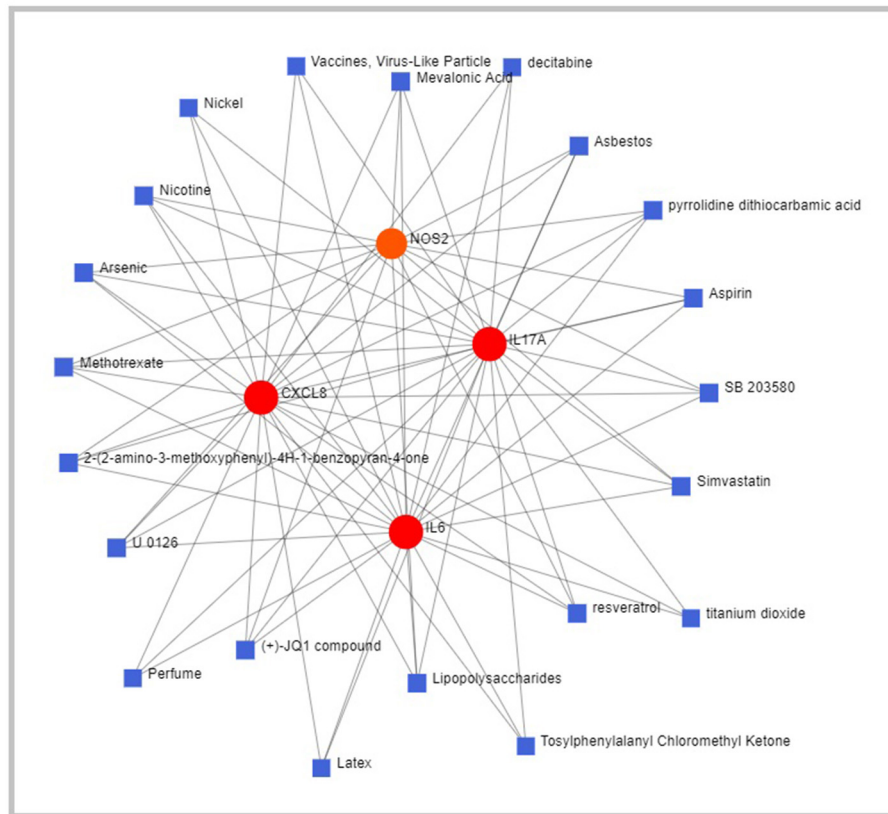 Vaccines, Virus-Like Particle
decitabine
Mevalonic Acid
Nickel
Asbestos
Nicotine
pyrrolidine dithiocarbamic acid
NOS2
Arsenic
Aspirin
IL17A
Methotrexate
CXCL8
SB 203580
2-(2-amino-3-methoxyphenyl)-4H-1-benzopyran-4-one
Simvastatin
IL6
U 0126
resveratrol
titanium dioxide
(+)-JQ1 compound
Perfume
Lipopolysaccharides
Tosylphenylalanyl Chloromethyl Ketone
Latex